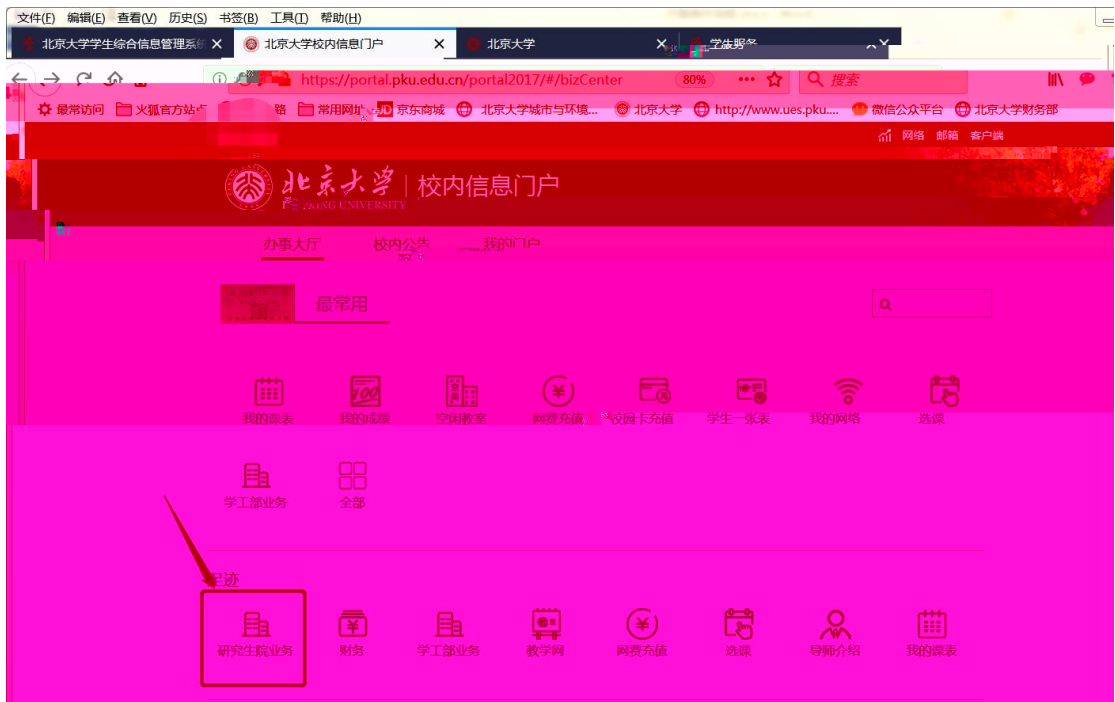 文件(F) 编辑(E) 查看(V) 历史(S) 书签(B) 工具(T) 帮助(H)
北京大学学生综合信息管理系统 北京大学校内信息门户 北京大学 学生服务
https://portal.pku.edu.cn/portal2017/#/bizCenter 80% 搜索
最常访问 火狐官方站点 常用网址 JD 京东商城 北京大学城市与环境... 北京大学 http://www.ues.pku.... 微信公众平台 北京大学财务部
网络 邮箱 客户端
北京大学 校内信息门户
PEKING UNIVERSITY
办事大厅 校内公告 我的门户
最常用
100
我的课表 我的成绩 空闲教室 网费充值 校园卡充值 学生一张表 我的网络 选课
学工部业务 全部
足迹
研究生院业务 财务 学工部业务 教学网 网费充值 选课 导师介绍 我的课表